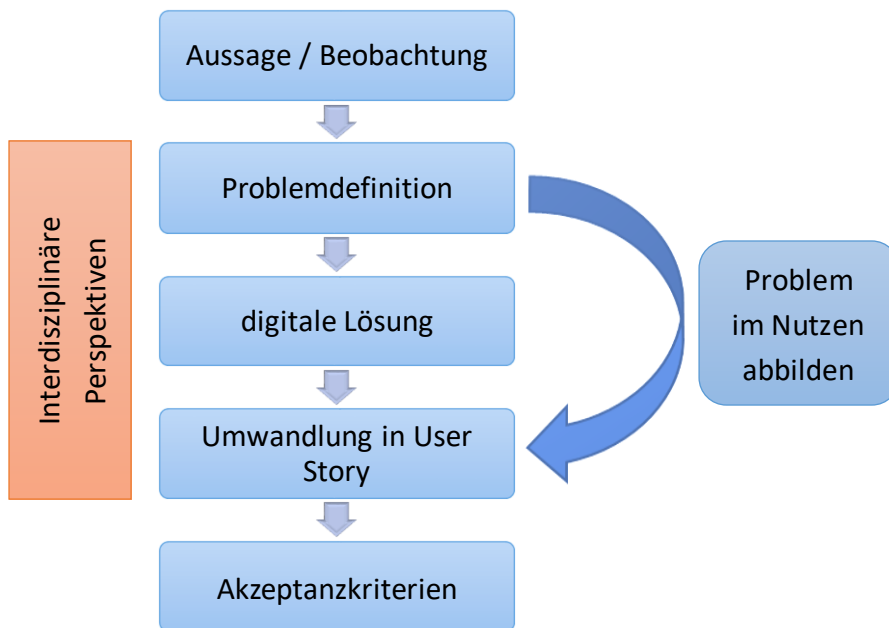 Aussage / Beobachtung
Problemdefinition
digitale Lösung
Umwandlung in User
Story
Akzeptanzkriterien
Interdisziplinäre
Perspektiven
Problem
im Nutzen
abbilden